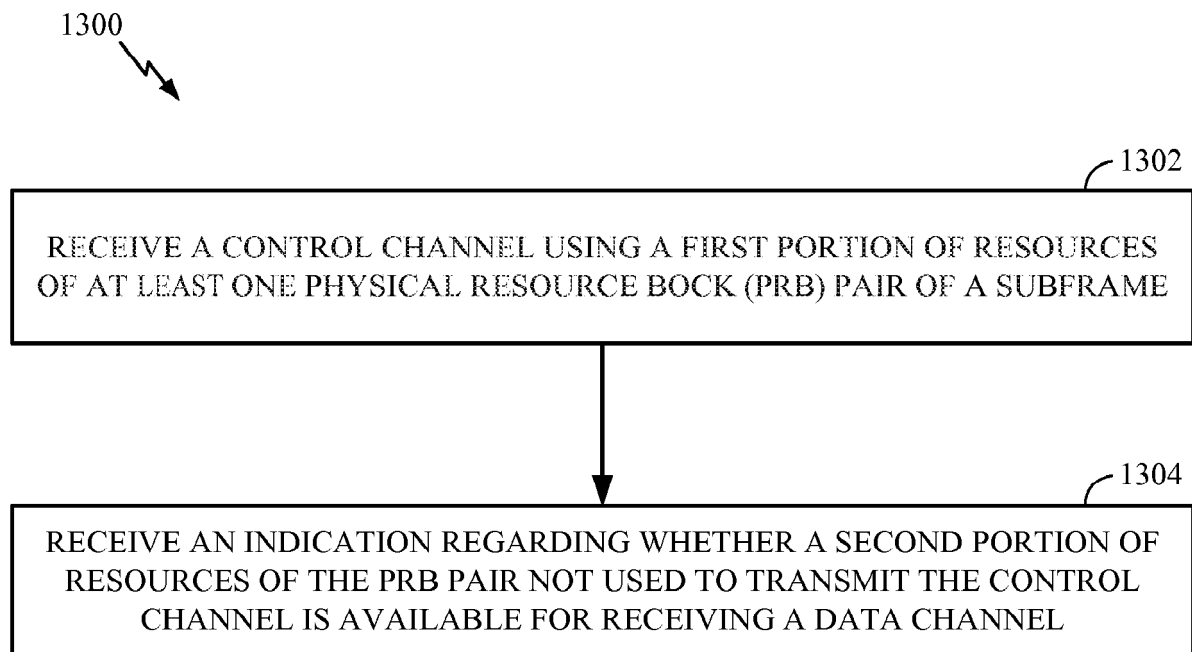 1300
1302
RECEIVE A CONTROL CHANNEL USING A FIRST PORTION OF RESOURCES
OF AT LEAST ONE PHYSICAL RESOURCE BOCK (PRB) PAIR OF A SUBFRAME
1304
RECEIVE AN INDICATION REGARDING WHETHER A SECOND PORTION OF
RESOURCES OF THE PRB PAIR NOT USED TO TRANSMIT THE CONTROL
CHANNEL IS AVAILABLE FOR RECEIVING A DATA CHANNEL